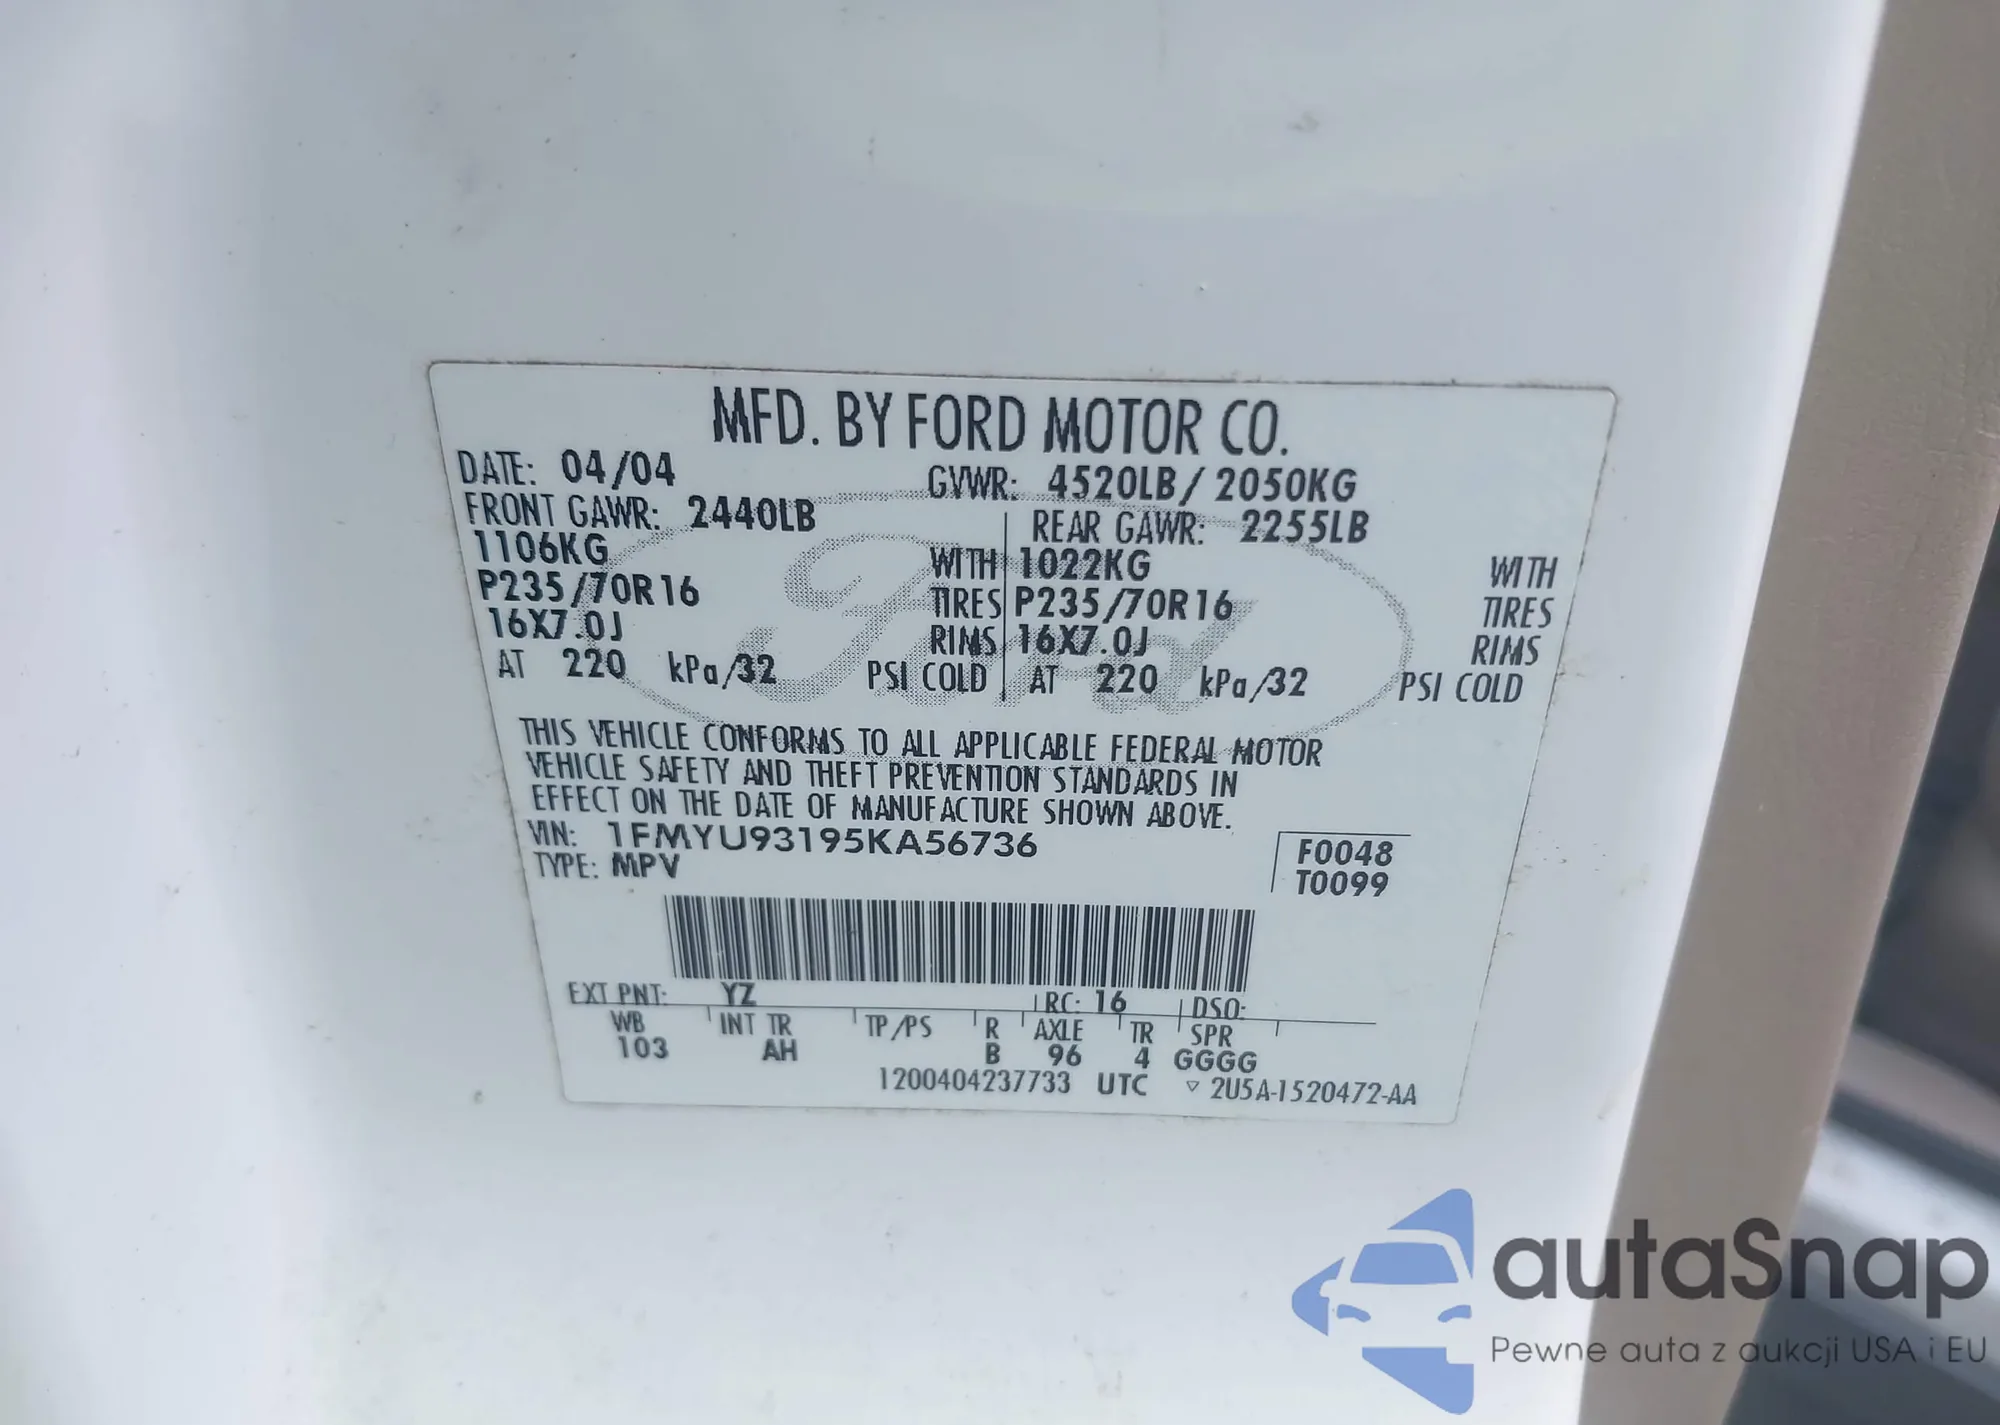 MFD. BY FORD MOTOR CO.
DATE: 04/04 GVWR: 4520LB / 2050KG
FRONT GAWR: 2440LB REAR GAWR: 2255LB
1106KG WITH 1022KG WITH
P235/70R16 TIRES P235/70R16 TIRES
16X7.0J RIMS 16X7.0J RIMS
AT 220 kPa/32 PSI COLD AT 220 kPa/32 PSI COLD
Ford
THIS VEHICLE CONFORMS TO ALL APPLICABLE FEDERAL MOTOR
VEHICLE SAFETY AND THEFT PREVENTION STANDARDS IN
EFFECT ON THE DATE OF MANUFACTURE SHOWN ABOVE.
VIN: 1FMYU93195KA56736
TYPE: MPV
F0048
T0099
EXT PNT: YZ RC: 16 DSO:
WB INT TR TP/PS R AXLE TR SPR
103 AH B 96 4 GGGG
1200404237733 UTC ▽ 2U5A-1520472-AA
autaSnap
Pewne auta z aukcji USA i EU